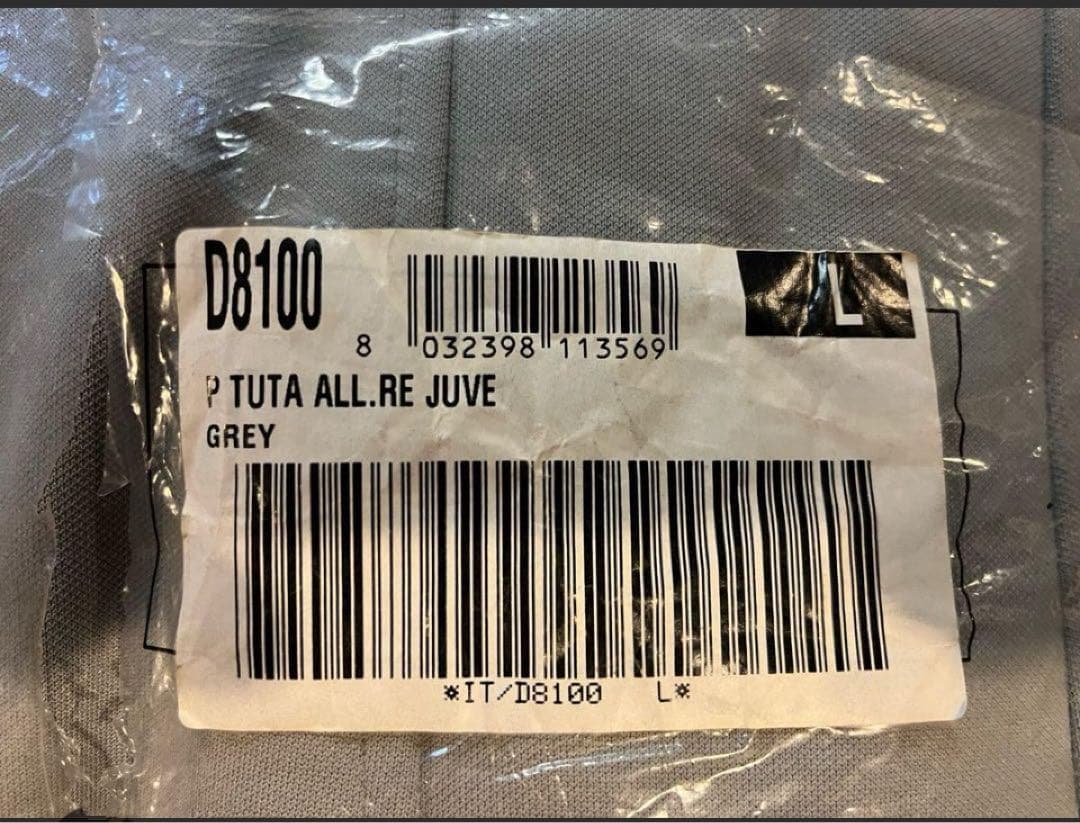 D8100
L
8 032398 113569
P TUTA ALL.RE JUVE
GREY
*IT/D8100 L*